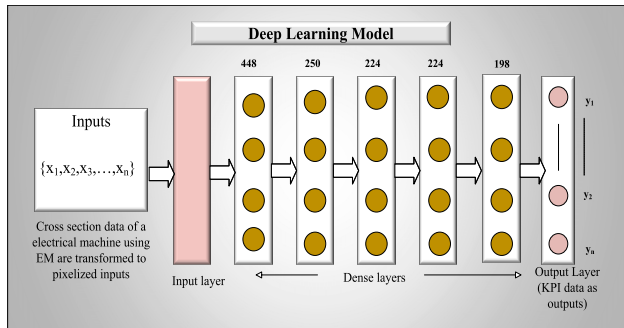 Deep Learning Model
448 250 224 224 198
Inputs
{x1,x2,x3,…,xn}
Cross section data of a
electrical machine using
EM are transformed to
pixelized inputs
Input layer
Dense layers
y1
y2
yn
Output Layer
(KPI data as
outputs)